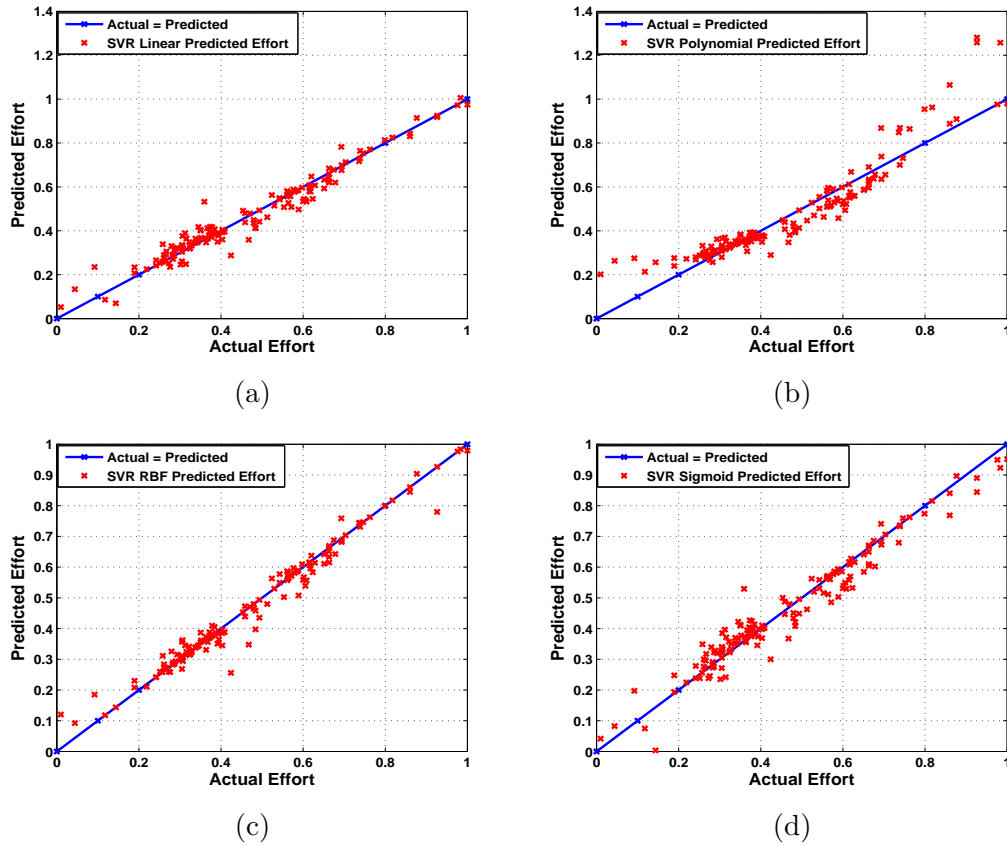 1.4
1.2
1
0.8
0.6
0.4
0.2
0
Predicted Effort
Actual = Predicted
SVR Linear Predicted Effort
0 0.2 0.4 0.6 0.8 1
Actual Effort
(a)
1.4
1.2
1
0.8
0.6
0.4
0.2
0
Predicted Effort
Actual = Predicted
SVR Polynomial Predicted Effort
0 0.2 0.4 0.6 0.8 1
Actual Effort
(b)
1
0.9
0.8
0.7
0.6
0.5
0.4
0.3
0.2
0.1
0
Predicted Effort
Actual = Predicted
SVR RBF Predicted Effort
0 0.2 0.4 0.6 0.8 1
Actual Effort
(c)
1
0.9
0.8
0.7
0.6
0.5
0.4
0.3
0.2
0.1
0
Predicted Effort
Actual = Predicted
SVR Sigmoid Predicted Effort
0 0.2 0.4 0.6 0.8 1
Actual Effort
(d)